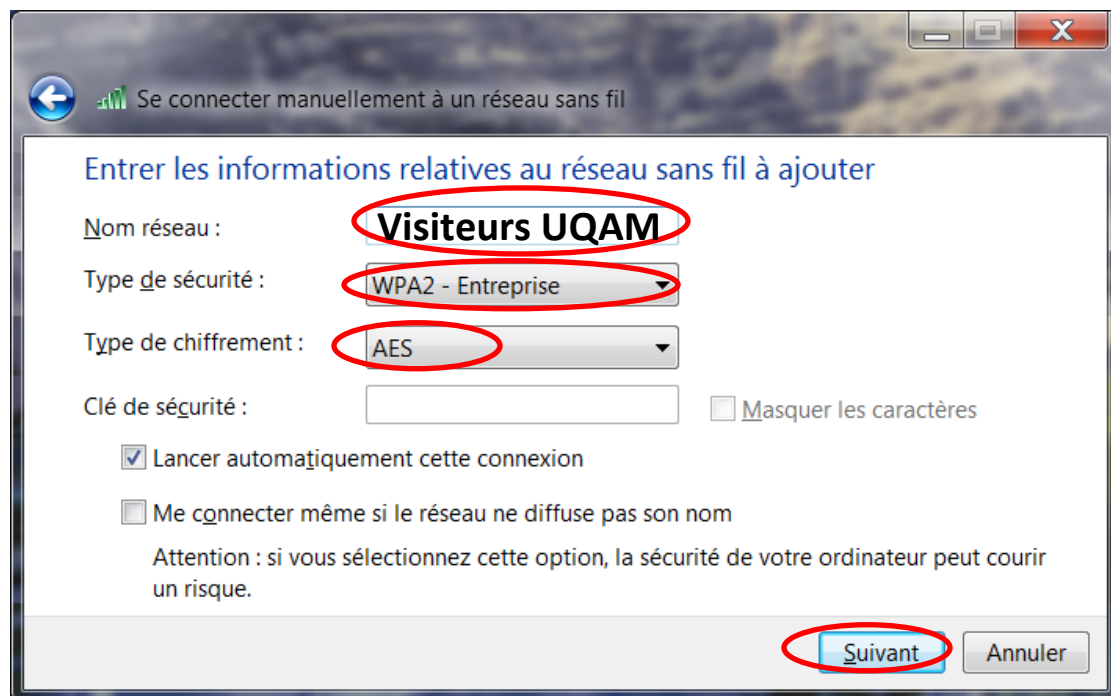 Se connecter manuellement à un réseau sans fil
Entrer les informations relatives au réseau sans fil à ajouter
Nom réseau : Visiteurs UQAM
Type de sécurité : WPA2 - Entreprise
Type de chiffrement : AES
Clé de sécurité : Masquer les caractères
Lancer automatiquement cette connexion
Me connecter même si le réseau ne diffuse pas son nom
Attention : si vous sélectionnez cette option, la sécurité de votre ordinateur peut courir
un risque.
Suivant Annuler